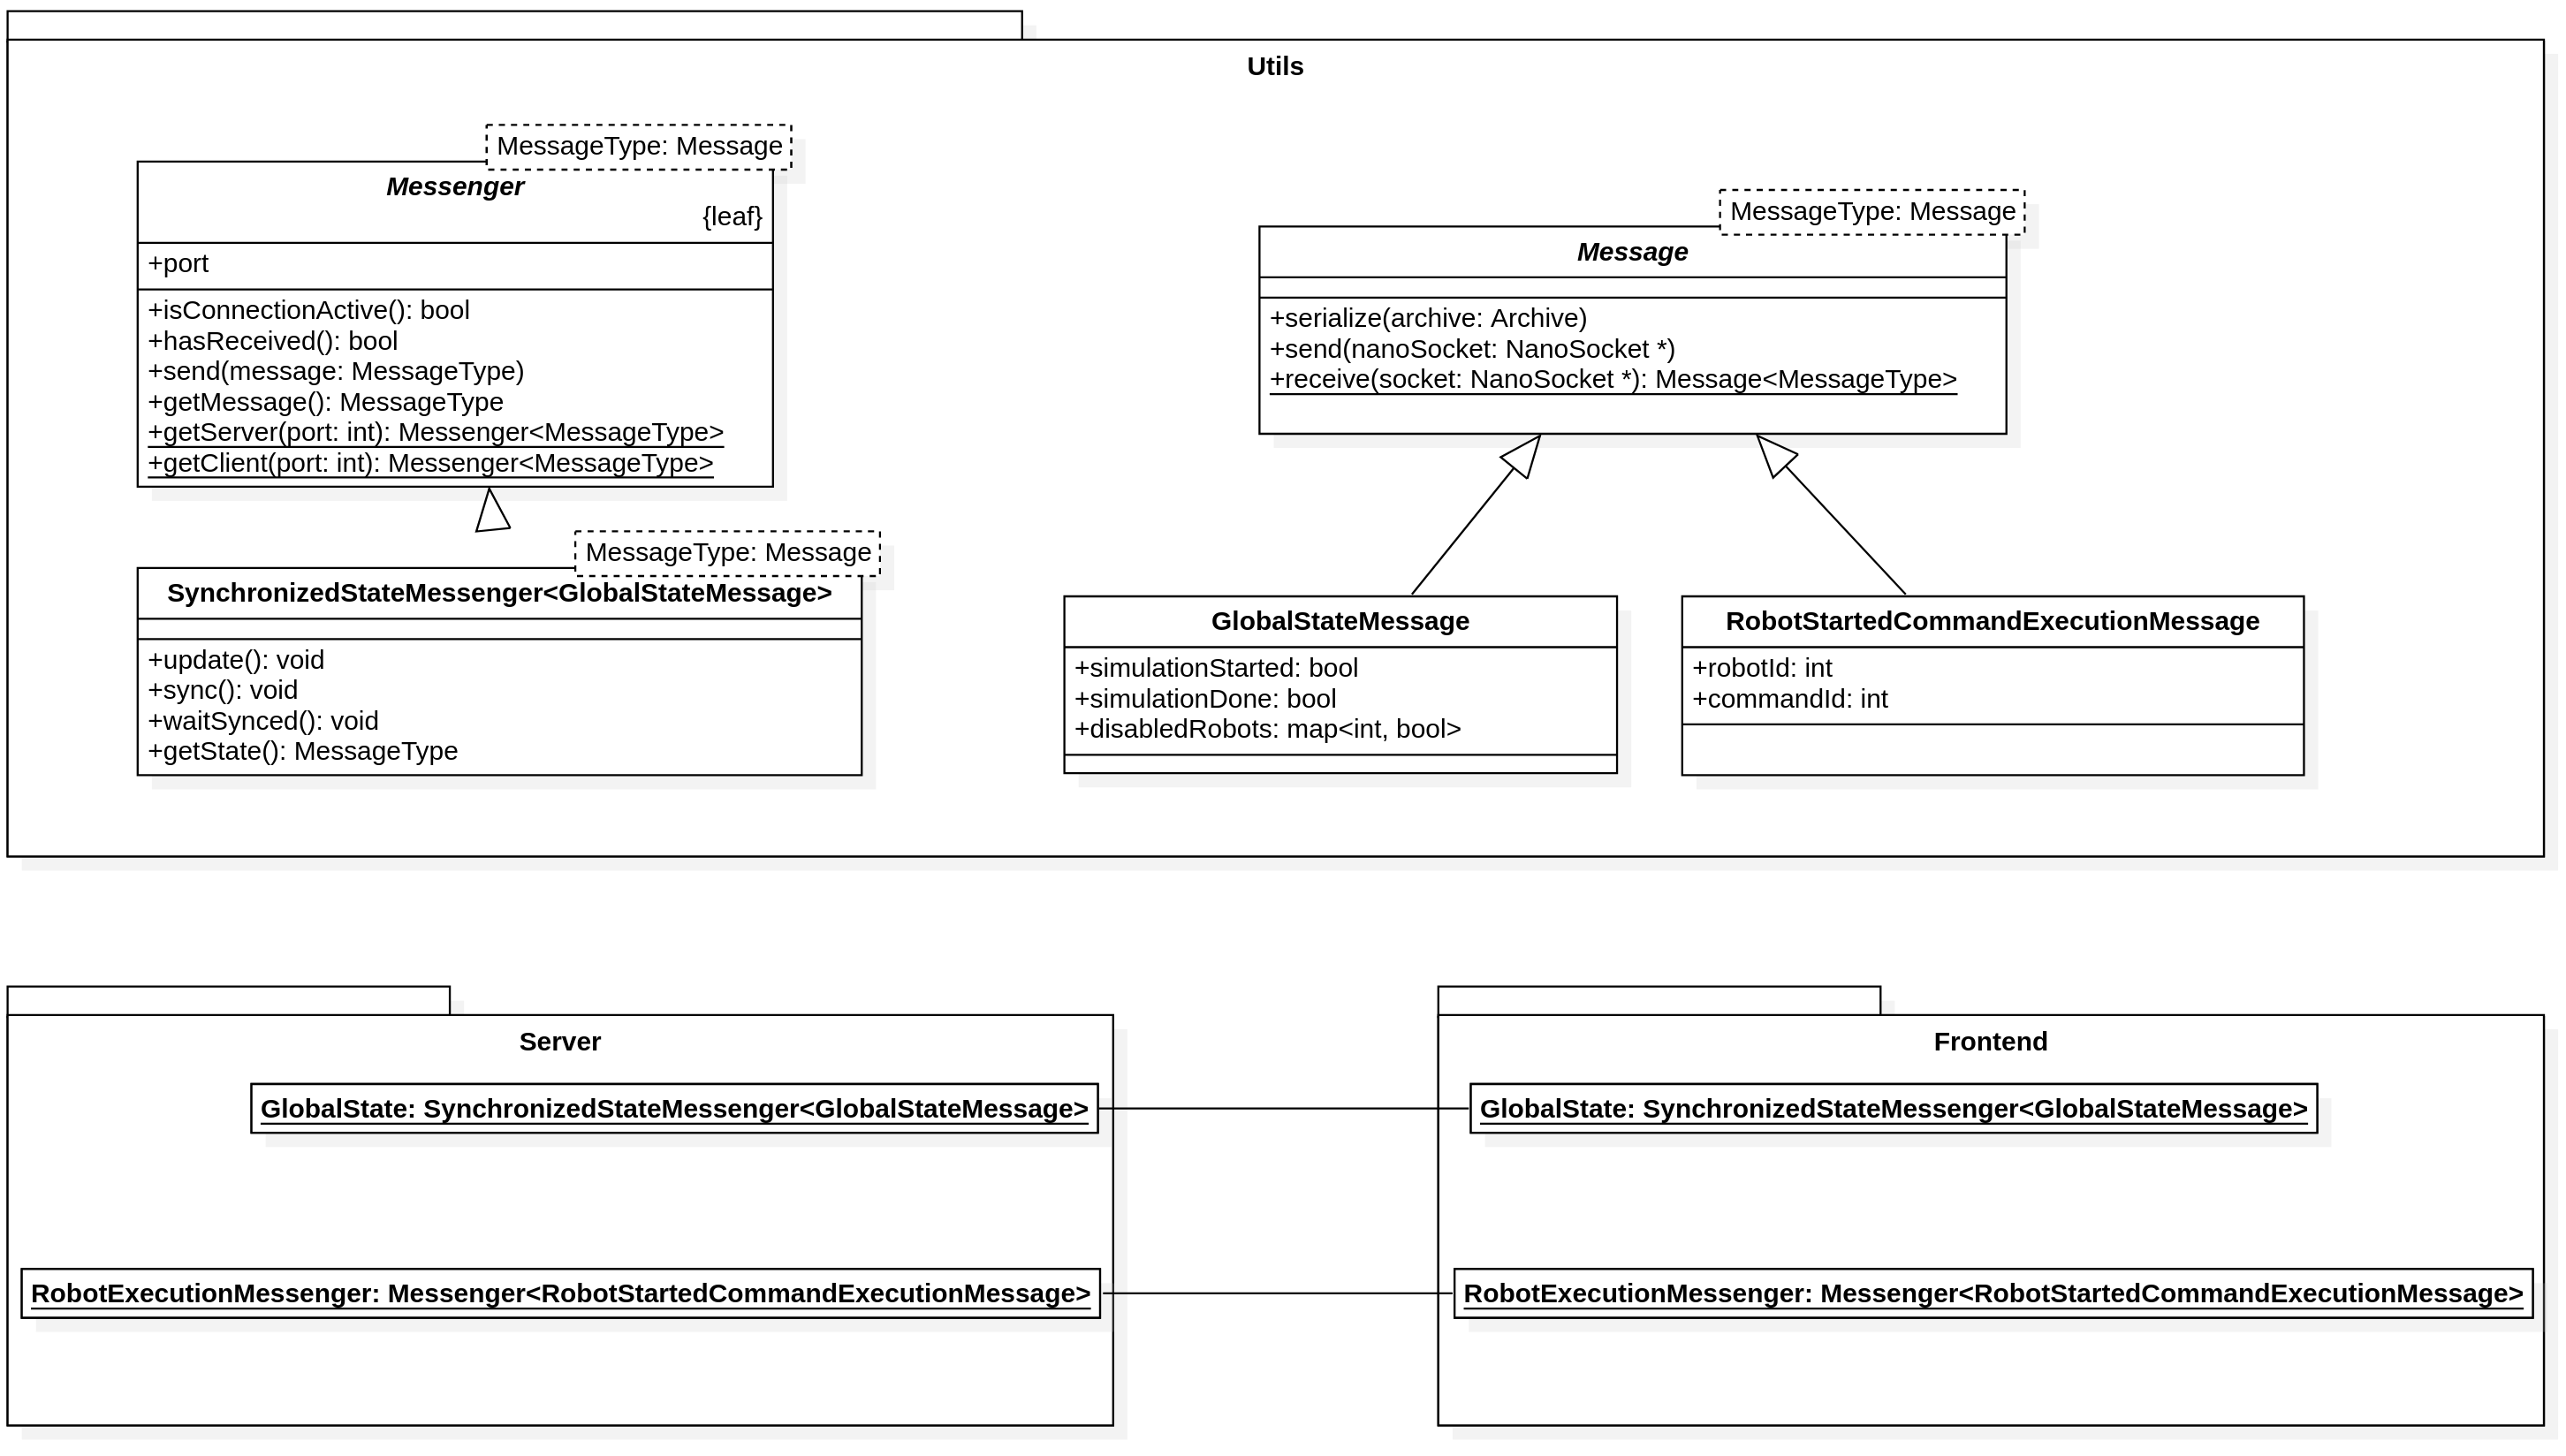 Utils
MessageType: Message
Messenger
{leaf}
+port
+isConnectionActive(): bool
+hasReceived(): bool
+send(message: MessageType)
+getMessage(): MessageType
+getServer(port: int): Messenger<MessageType>
+getClient(port: int): Messenger<MessageType>
MessageType: Message
Message
+serialize(archive: Archive)
+send(nanoSocket: NanoSocket *)
+receive(socket: NanoSocket *): Message<MessageType>
MessageType: Message
SynchronizedStateMessenger<GlobalStateMessage>
+update(): void
+sync(): void
+waitSynced(): void
+getState(): MessageType
GlobalStateMessage
+simulationStarted: bool
+simulationDone: bool
+disabledRobots: map<int, bool>
RobotStartedCommandExecutionMessage
+robotId: int
+commandId: int
Server
GlobalState: SynchronizedStateMessenger<GlobalStateMessage>
RobotExecutionMessenger: Messenger<RobotStartedCommandExecutionMessage>
Frontend
GlobalState: SynchronizedStateMessenger<GlobalStateMessage>
RobotExecutionMessenger: Messenger<RobotStartedCommandExecutionMessage>